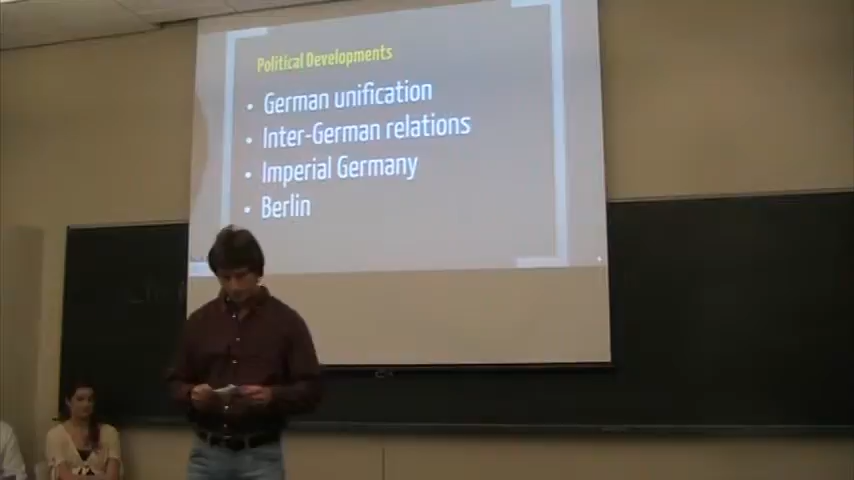 Political Developments
• German unification
• Inter-German relations
• Imperial Germany
• Berlin